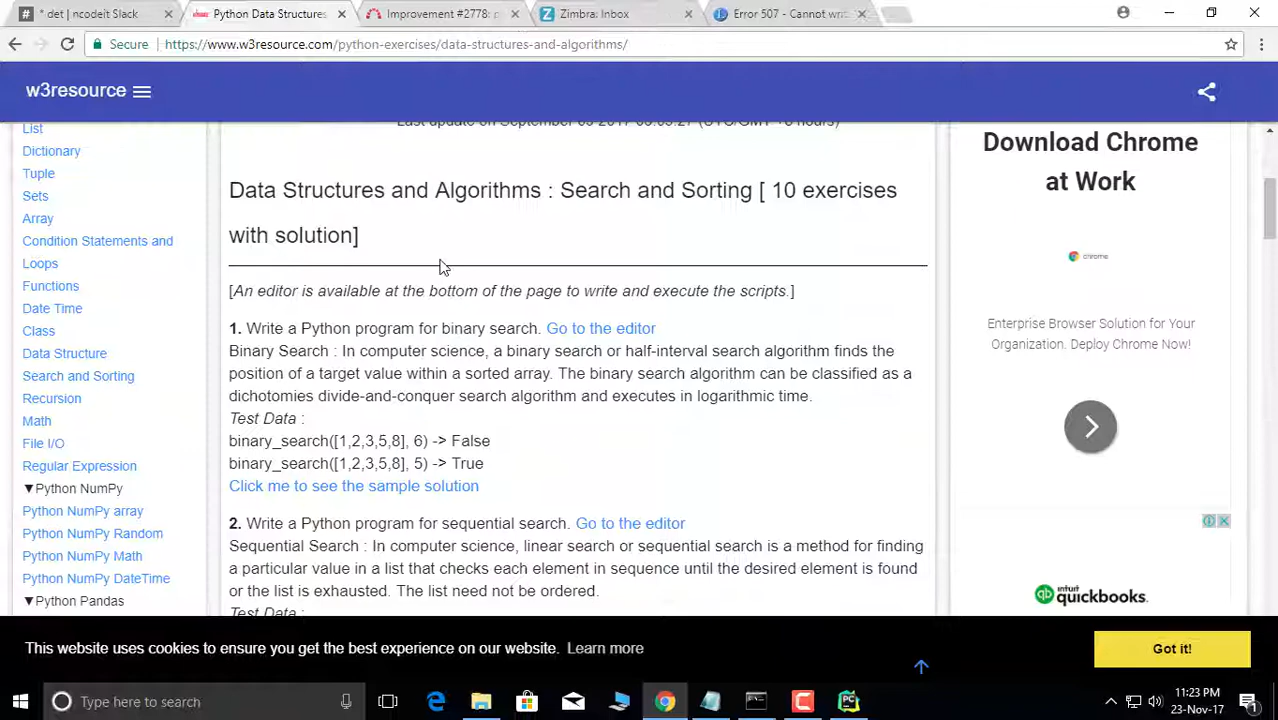 * det | ncodeit Slack
Python Data Structures
Improvement #2778: p
Zimbra: Inbox
Error 507 - Cannot wri
Secure
https://www.w3resource.com/python-exercises/data-structures-and-algorithms/
w3resource
List
Dictionary
Tuple
Sets
Array
Condition Statements and
Loops
Functions
Date Time
Class
Data Structure
Search and Sorting
Recursion
Math
File I/O
Regular Expression
▼Python NumPy
Python NumPy array
Python NumPy Random
Python NumPy Math
Python NumPy DateTime
▼Python Pandas
Data Structures and Algorithms : Search and Sorting [ 10 exercises
with solution]
[An editor is available at the bottom of the page to write and execute the scripts.]
1. Write a Python program for binary search. Go to the editor
Binary Search : In computer science, a binary search or half-interval search algorithm finds the
position of a target value within a sorted array. The binary search algorithm can be classified as a
dichotomies divide-and-conquer search algorithm and executes in logarithmic time.
Test Data :
binary_search([1,2,3,5,8], 6) -> False
binary_search([1,2,3,5,8], 5) -> True
Click me to see the sample solution
2. Write a Python program for sequential search. Go to the editor
Sequential Search : In computer science, linear search or sequential search is a method for finding
a particular value in a list that checks each element in sequence until the desired element is found
or the list is exhausted. The list need not be ordered.
Test Data :
Download Chrome
at Work
chrome
Enterprise Browser Solution for Your
Organization. Deploy Chrome Now!
intuit
quickbooks.
This website uses cookies to ensure you get the best experience on our website. Learn more
Got it!
Type here to search
11:23 PM
23-Nov-17
1